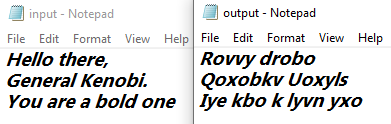 input - Notepad
File Edit Format View Help
Hello there,
General Kenobi.
You are a bold one
output - Notepad
File Edit Format View Help
Rovvy drobo
Qoxobkv Uoxyls
Iye kbo k lyvn yxo